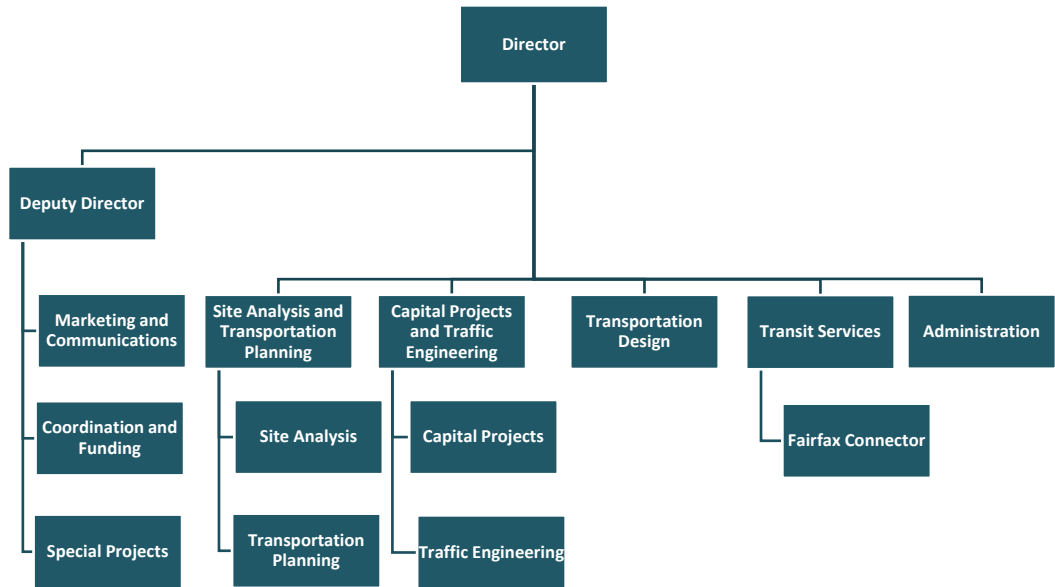 Director
Deputy Director
Marketing and
Communications
Site Analysis and
Transportation
Planning
Capital Projects
and Traffic
Engineering
Transportation
Design
Transit Services
Administration
Coordination and
Funding
Site Analysis
Capital Projects
Fairfax Connector
Special Projects
Transportation
Planning
Traffic Engineering